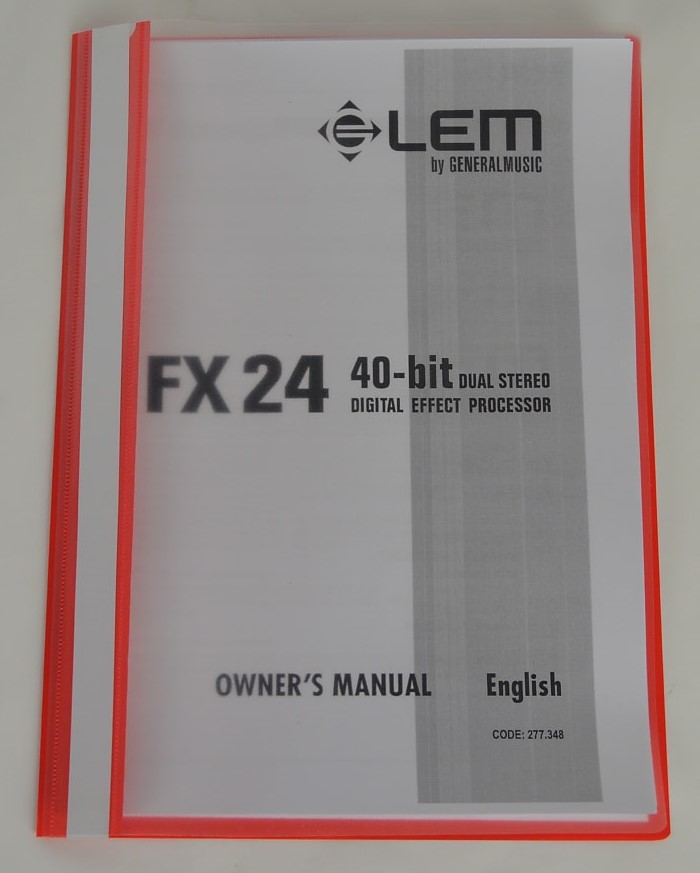 e LEM
by GENERALMUSIC
FX 24 40-bit DUAL STEREO
DIGITAL EFFECT PROCESSOR
OWNER'S MANUAL English
CODE: 277.348